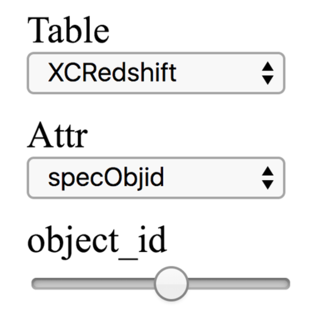 Table
XCRedshift
Attr
specObjid
object_id